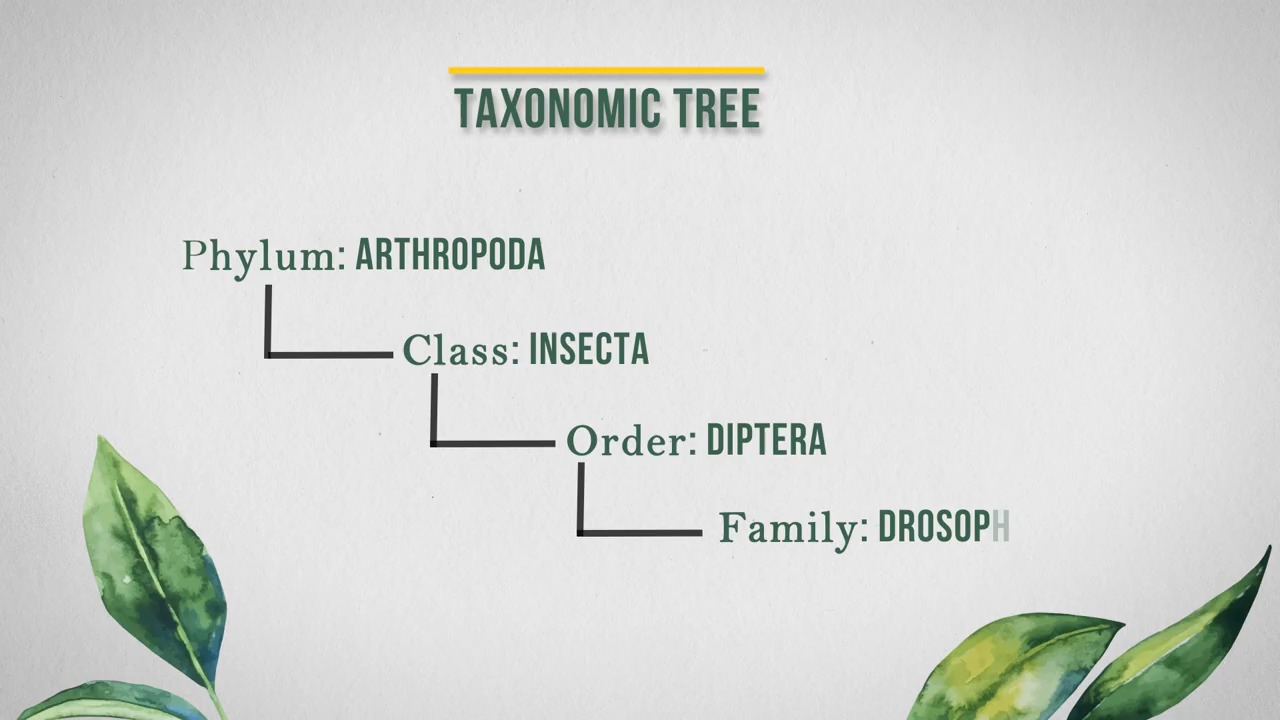 TAXONOMIC TREE
Phylum: ARTHROPODA
Class: INSECTA
Order: DIPTERA
Family: DROSOPH